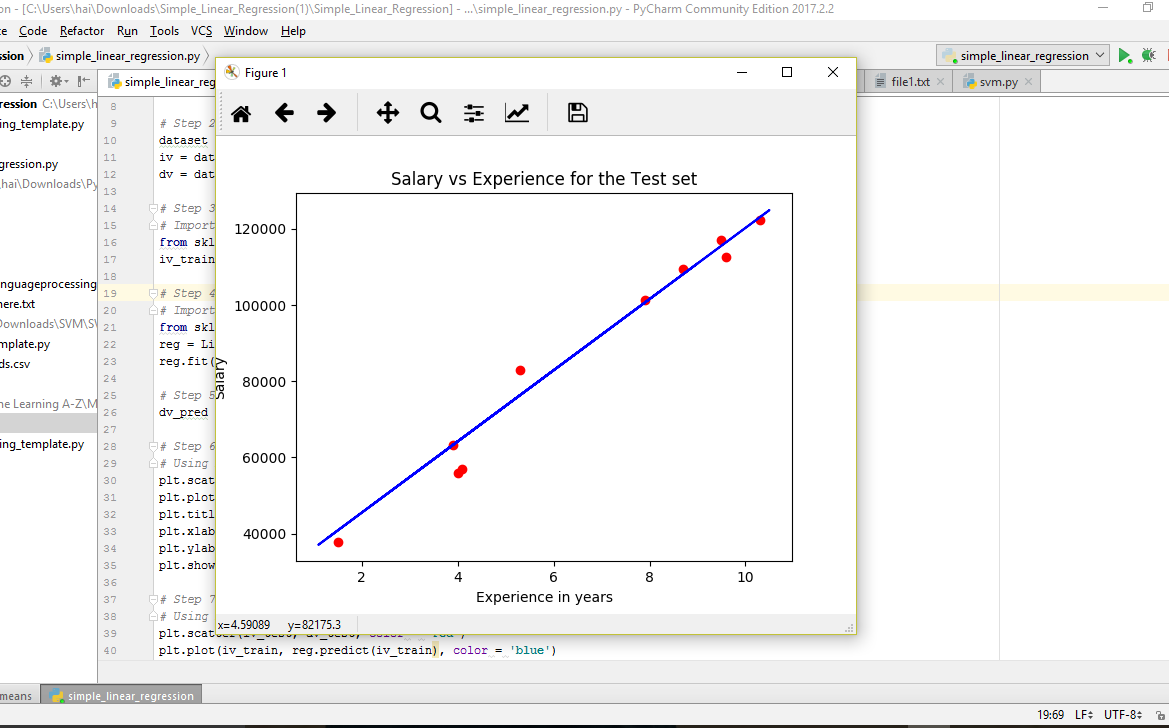 on - [C:\Users\hai\Downloads\Simple_Linear_Regression(1)\Simple_Linear_Regression] - ...\simple_linear_regression.py - PyCharm Community Edition 2017.2.2
Code Refactor Run Tools VCS Window Help
ssion simple_linear_regression.py simple_linear_regression
simple_linear_reg file1.txt svm.py
Figure 1
ression C:\Users\h
ing_template.py
gression.py
hai\Downloads\Py
nguageprocessing
here.txt
Downloads\SVM\S
mplate.py
ds.csv
ne Learning A-Z\M
ing_template.py
8
9 # Step 2
10 dataset
11 iv = dat
12 dv = dat
13
14 # Step 3
15 # Import
16 from skl
17 iv_train
18
19 # Step 4
20 # Import
21 from skl
22 reg = Li
23 reg.fit(
24
25 # Step 5
26 dv_pred
27
28 # Step 6
29 # Using
30 plt.scat
31 plt.plot
32 plt.titl
33 plt.xlab
34 plt.ylab
35 plt.show
36
37 # Step 7
38 # Using
39 plt.scatter(iv_test, dv_test, color = 'red')
40 plt.plot(iv_train, reg.predict(iv_train), color = 'blue')
Salary vs Experience for the Test set
120000
100000
80000
60000
40000
Salary
2 4 6 8 10
Experience in years
x=4.59089 y=82175.3
means simple_linear_regression
19:69 LF UTF-8